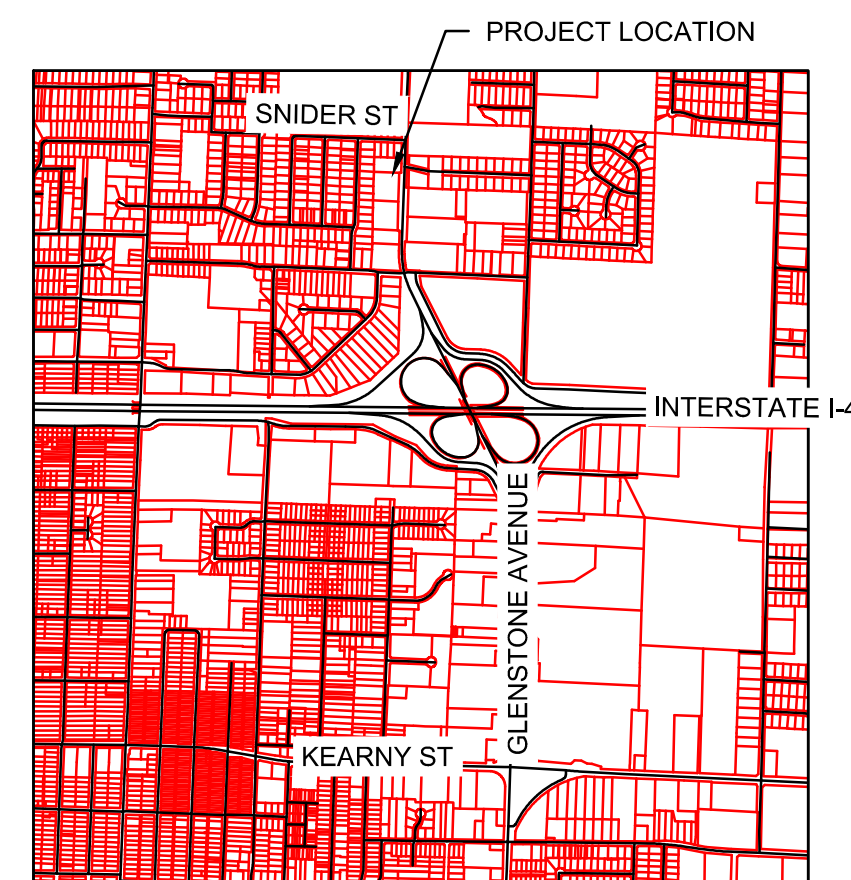 PROJECT LOCATION
SNIDER ST
INTERSTATE I-4
GLENSTONE AVENUE
KEARNY ST